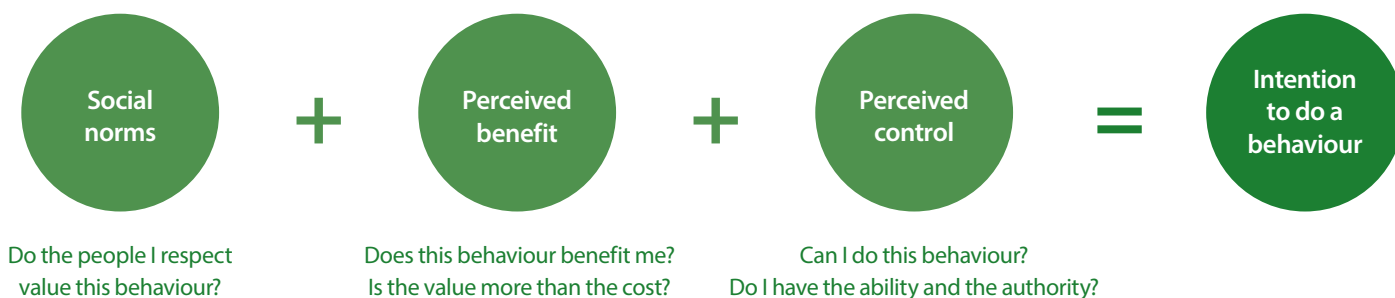 Social
norms
+
Perceived
benefit
+
Perceived
control
=
Intention
to do a
behaviour
Do the people I respect
value this behaviour?
Does this behaviour benefit me?
Is the value more than the cost?
Can I do this behaviour?
Do I have the ability and the authority?